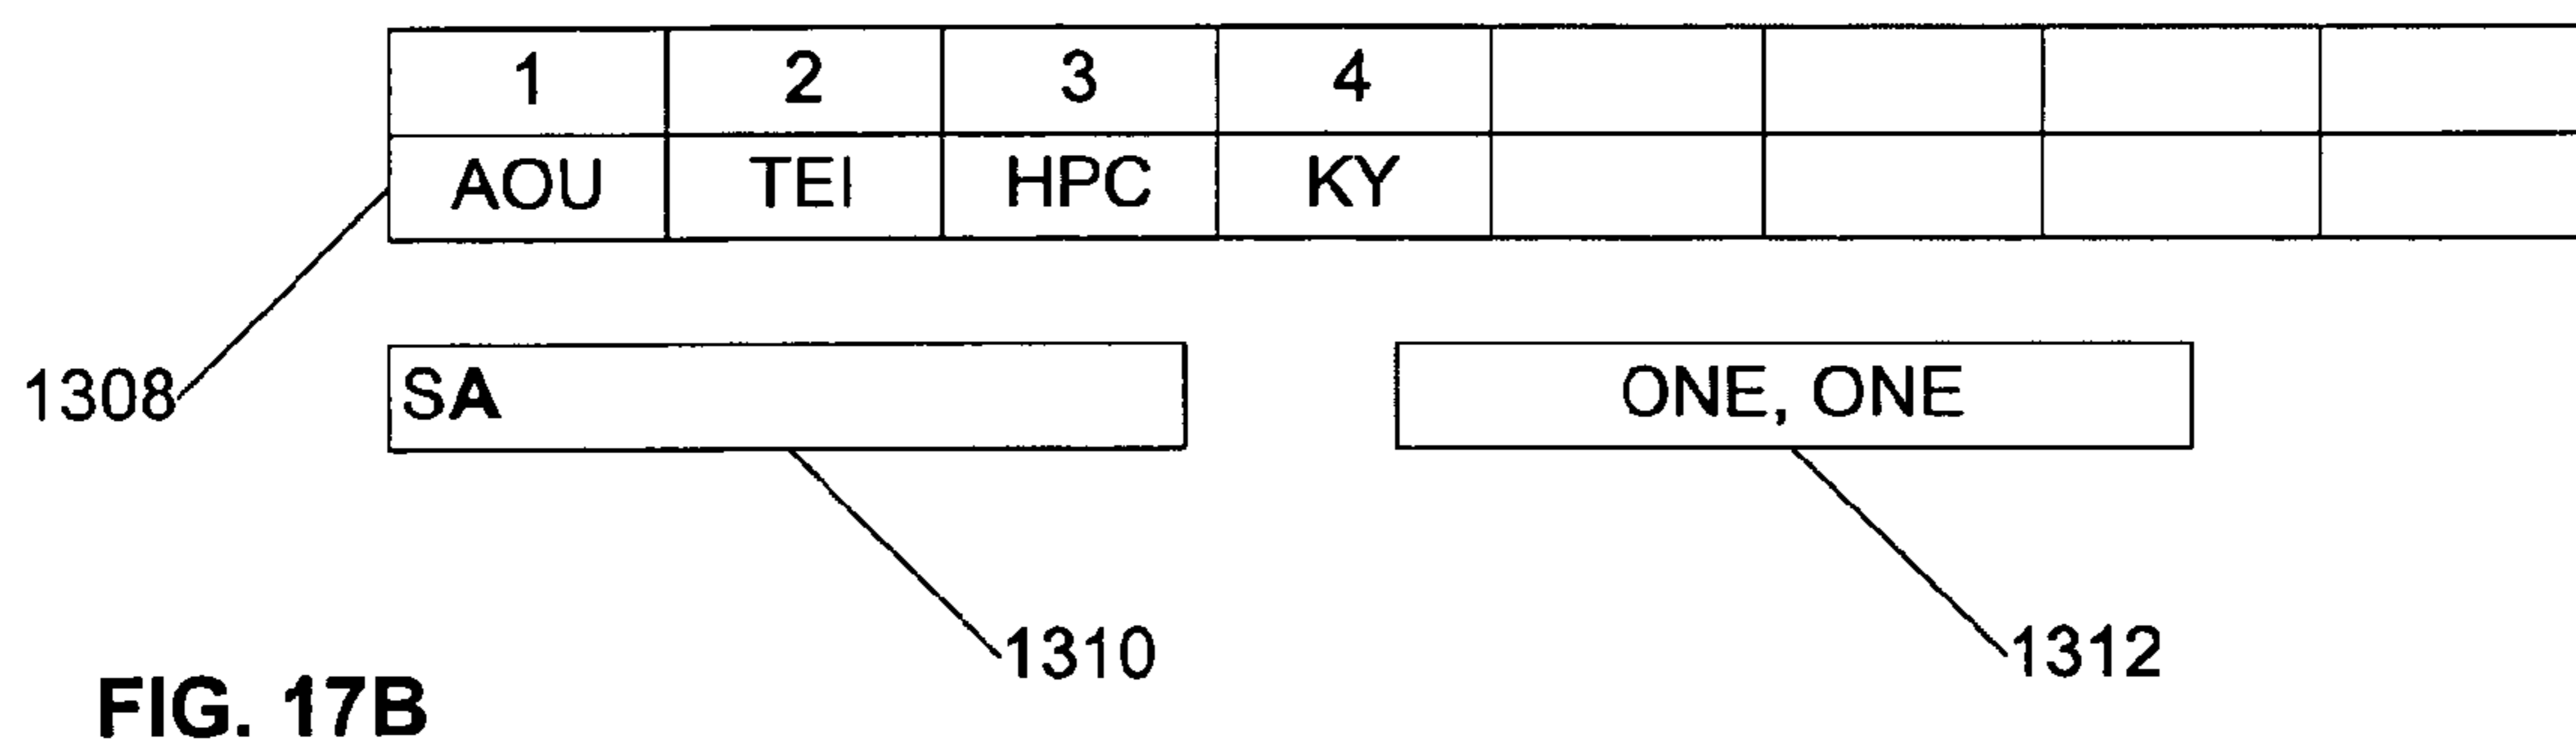 1 2 3 4
AOU TEI HPC KY
1308 SA ONE, ONE
1310 1312
FIG. 17B